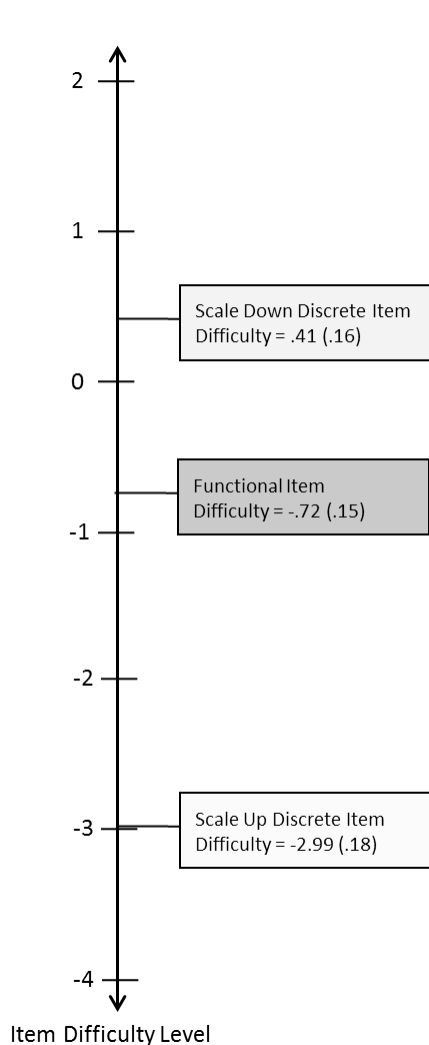 2
1
Scale Down Discrete Item
Difficulty = .41 (.16)
0
Functional Item
Difficulty = -.72 (.15)
-1
-2
Scale Up Discrete Item
Difficulty = -2.99 (.18)
-3
-4
Item Difficulty Level